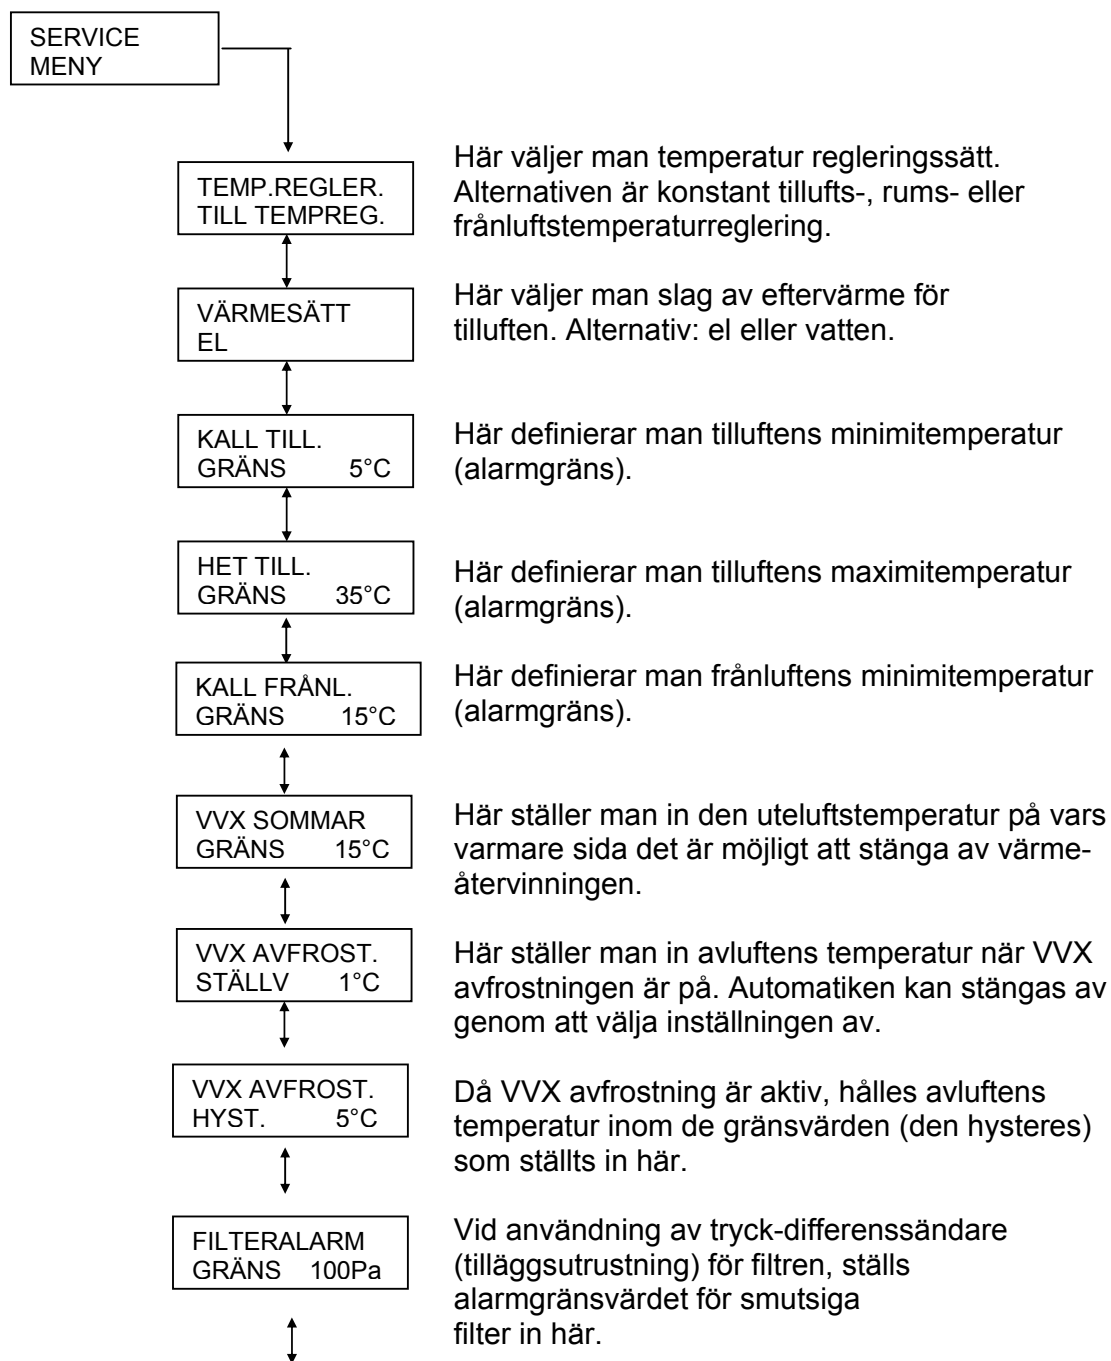 SERVICE
MENY
TEMP.REGLER.
TILL TEMPREG.
Här väljer man temperatur regleringssätt.
Alternativen är konstant tillufts-, rums- eller
frånluftstemperaturreglering.
VÄRMESÄTT
EL
Här väljer man slag av eftervärme för
tilluften. Alternativ: el eller vatten.
KALL TILL.
GRÄNS 5°C
Här definierar man tilluftens minimitemperatur
(alarmgräns).
HET TILL.
GRÄNS 35°C
Här definierar man tilluftens maximitemperatur
(alarmgräns).
KALL FRÅNL.
GRÄNS 15°C
Här definierar man frånluftens minimitemperatur
(alarmgräns).
VVX SOMMAR
GRÄNS 15°C
Här ställer man in den uteluftstemperatur på vars
varmare sida det är möjligt att stänga av värme-
återvinningen.
VVX AVFROST.
STÄLLV 1°C
Här ställer man in avluftens temperatur när VVX
avfrostningen är på. Automatiken kan stängas av
genom att välja inställningen av.
VVX AVFROST.
HYST. 5°C
Då VVX avfrostning är aktiv, hålles avluftens
temperatur inom de gränsvärden (den hysteres)
som ställts in här.
FILTERALARM
GRÄNS 100Pa
Vid användning av tryck-differenssändare
(tilläggsutrustning) för filtren, ställs
alarmgränsvärdet för smutsiga
filter in här.